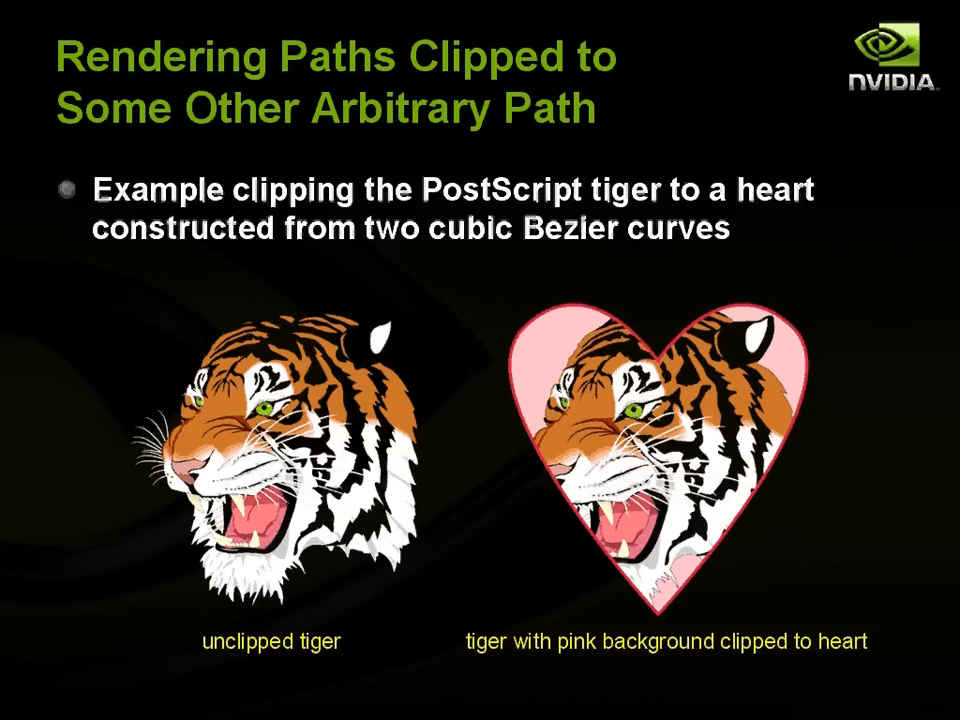 Rendering Paths Clipped to
Some Other Arbitrary Path
NVIDIA.
Example clipping the PostScript tiger to a heart
constructed from two cubic Bezier curves
unclipped tiger
tiger with pink background clipped to heart